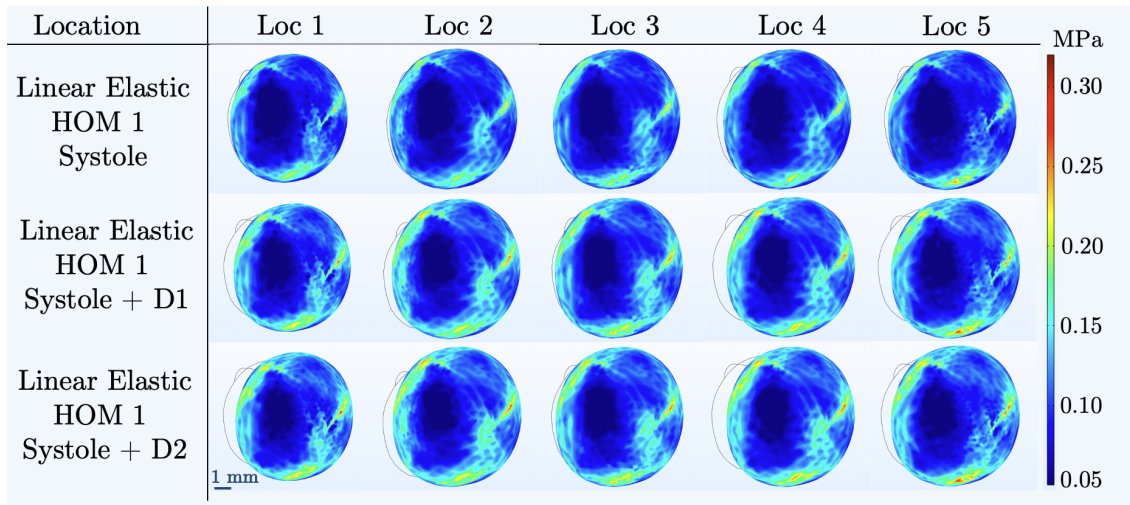 Location Loc 1 Loc 2 Loc 3 Loc 4 Loc 5
MPa
Linear Elastic
HOM 1
Systole
Linear Elastic
HOM 1
Systole + D1
Linear Elastic
HOM 1
Systole + D2
1 mm
0.30
0.25
0.20
0.15
0.10
0.05